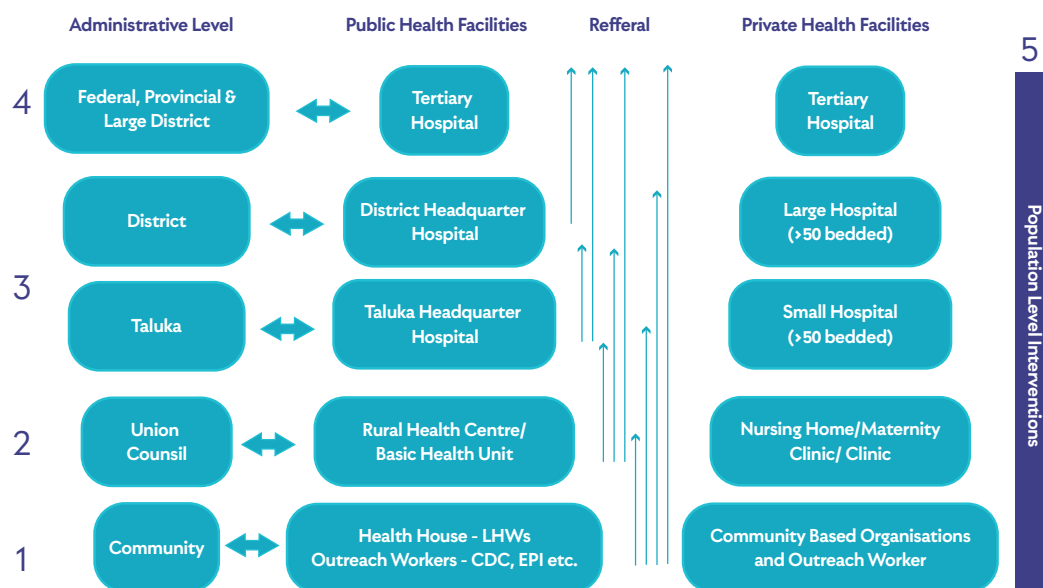 Administrative Level
Public Health Facilities
Refferal
Private Health Facilities
5
4
Federal, Provincial &
Large District
Tertiary
Hospital
Tertiary
Hospital
District
District Headquarter
Hospital
Large Hospital
(>50 bedded)
3
Taluka
Taluka Headquarter
Hospital
Small Hospital
(>50 bedded)
2
Union
Counsil
Rural Health Centre/
Basic Health Unit
Nursing Home/Maternity
Clinic/ Clinic
1
Community
Health House - LHWs
Outreach Workers - CDC, EPI etc.
Community Based Organisations
and Outreach Worker
Population Level Interventions